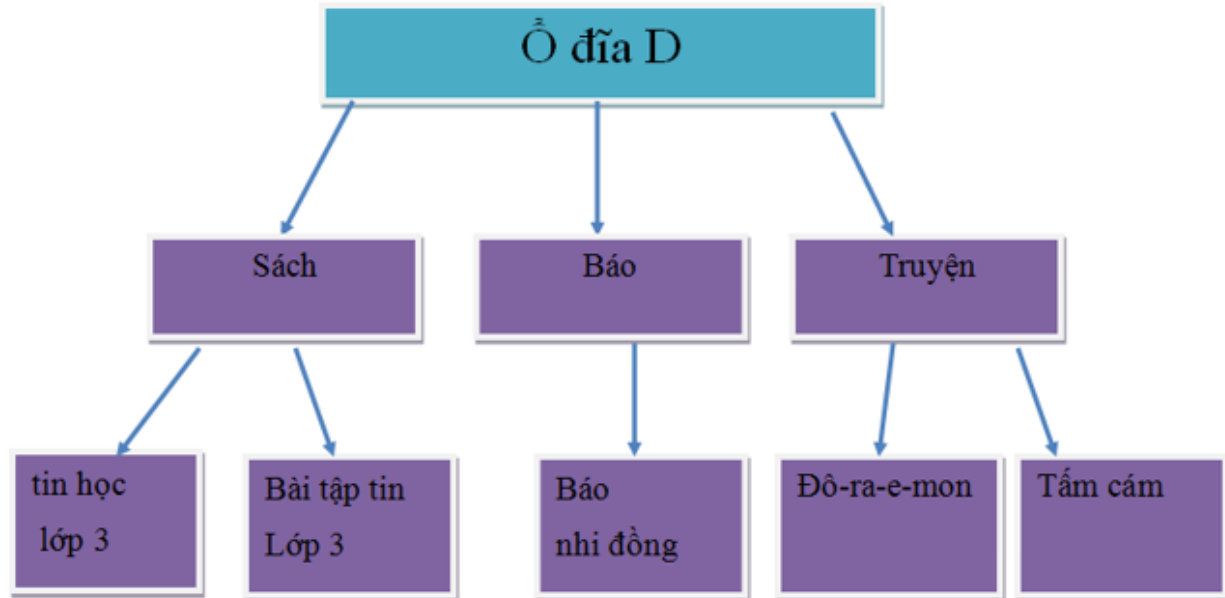 Ổ đĩa D
Sách
Báo
Truyện
tin học
lớp 3
Bài tập tin
Lớp 3
Báo
nhi đồng
Đô-ra-e-mon
Tấm cám